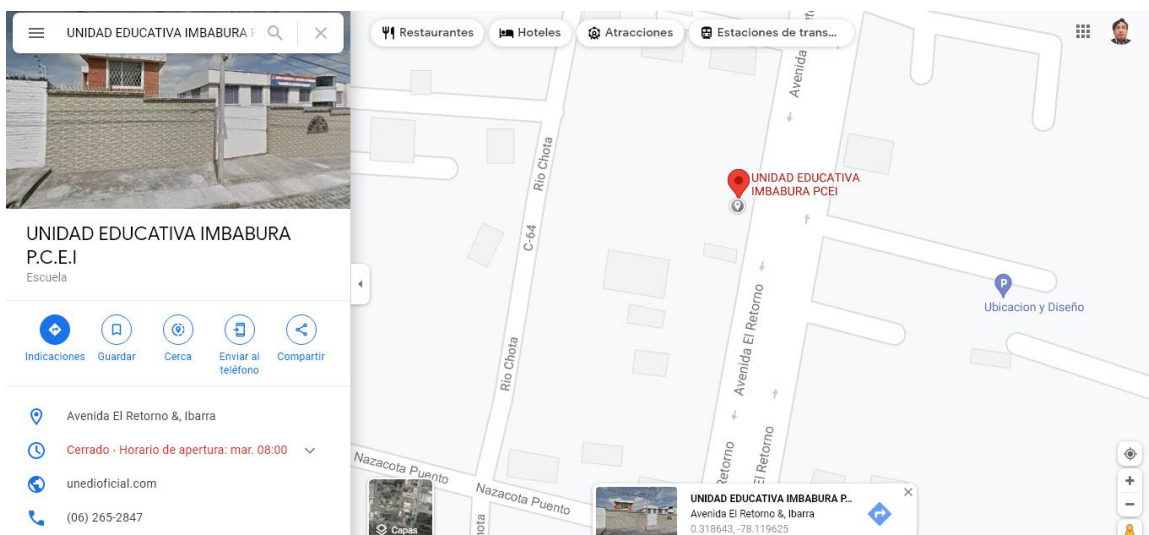 UNIDAD EDUCATIVA IMBABURA
Restaurantes
Hoteles
Atracciones
Estaciones de trans...
UNIDAD EDUCATIVA IMBABURA
P.C.E.I
Escuela
Indicaciones
Guardar
Cerca
Enviar al
teléfono
Compartir
Avenida El Retorno &, Ibarra
Cerrado · Horario de apertura: mar. 08:00
unedioficial.com
(06) 265-2847
Avenida
Rio Chota
C-64
Rio Chota
UNIDAD EDUCATIVA
IMBABURA PCEI
P
Ubicacion y Diseño
Avenida El Retorno
Retorno
El Retorno
Nazacota Puento
Nazacota Puento
Capas
UNIDAD EDUCATIVA IMBABURA P...
Avenida El Retorno &, Ibarra
0.318643, -78.119625